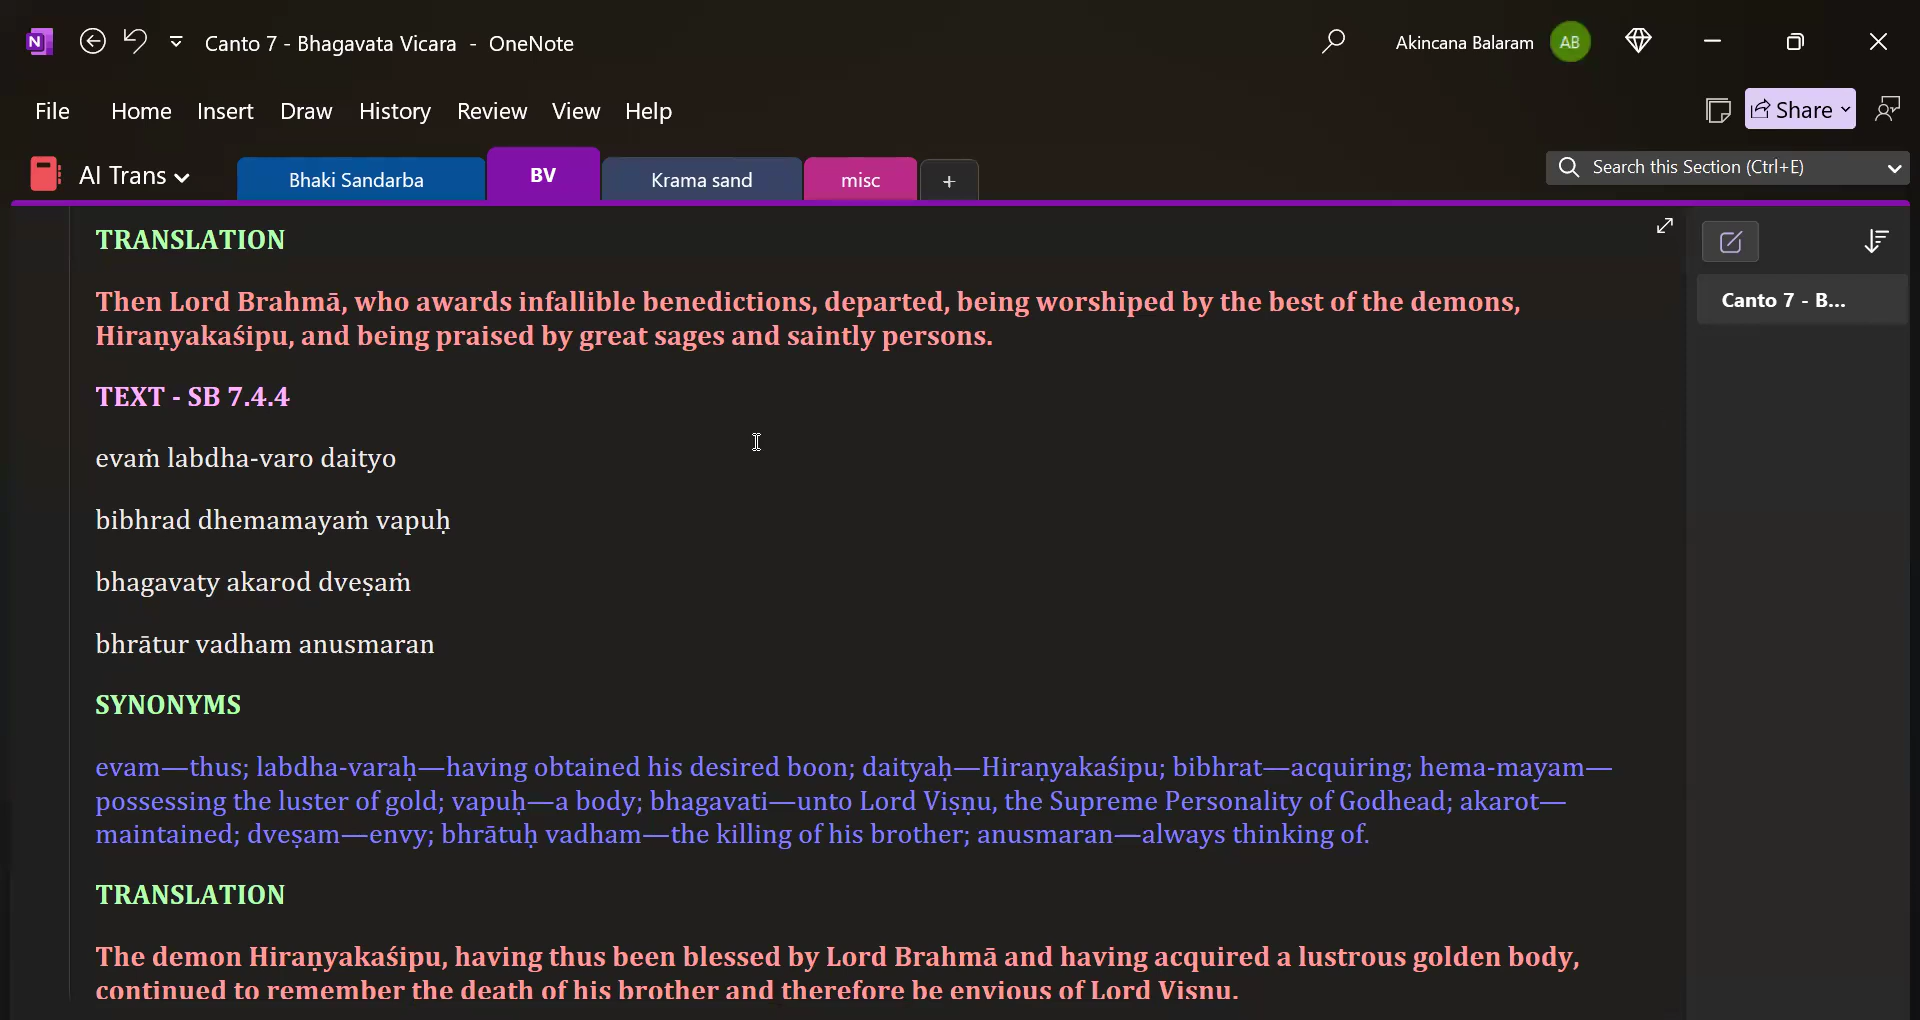 Canto 7 - Bhagavata Vicara - OneNote
Akincana Balaram AB
File Home Insert Draw History Review View Help
Share
AI Trans
Bhaki Sandarba BV Krama sand misc +
Search this Section (Ctrl+E)
Canto 7 - B...
TRANSLATION
Then Lord Brahmā, who awards infallible benedictions, departed, being worshiped by the best of the demons,
Hiraṇyakaśipu, and being praised by great sages and saintly persons.
TEXT - SB 7.4.4
evaṁ labdha-varo daityo
bibhrad dhemamayaṁ vapuḥ
bhagavaty akarod dveṣaṁ
bhrātur vadham anusmaran
SYNONYMS
evam—thus; labdha-varaḥ—having obtained his desired boon; daityaḥ—Hiraṇyakaśipu; bibhrat—acquiring; hema-mayam—
possessing the luster of gold; vapuḥ—a body; bhagavati—unto Lord Viṣṇu, the Supreme Personality of Godhead; akarot—
maintained; dveṣam—envy; bhrātuḥ vadham—the killing of his brother; anusmaran—always thinking of.
TRANSLATION
The demon Hiraṇyakaśipu, having thus been blessed by Lord Brahmā and having acquired a lustrous golden body,
continued to remember the death of his brother and therefore be envious of Lord Viṣṇu.